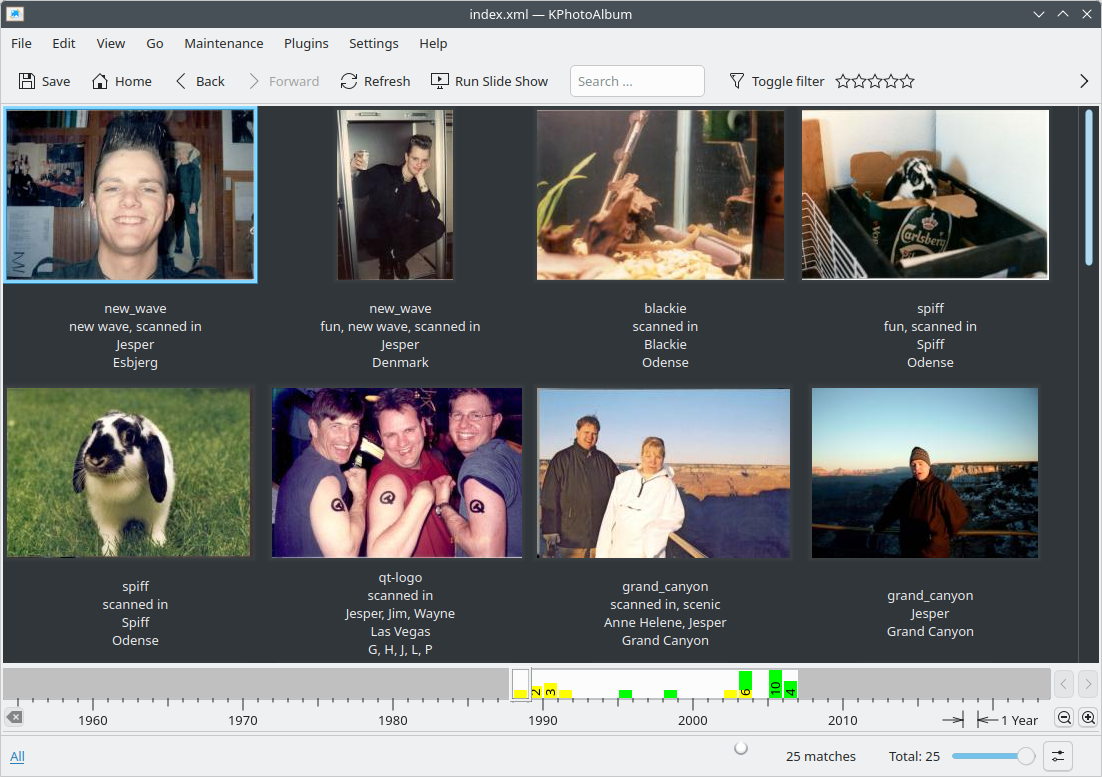 index.xml — KPhotoAlbum
File Edit View Go Maintenance Plugins Settings Help
Save Home Back Forward Refresh Run Slide Show Search ... Toggle filter
Carlsberg
new_wave
new wave, scanned in
Jesper
Esbjerg
new_wave
fun, new wave, scanned in
Jesper
Denmark
blackie
scanned in
Blackie
Odense
spiff
fun, scanned in
Spiff
Odense
spiff
scanned in
Spiff
Odense
qt-logo
scanned in
Jesper, Jim, Wayne
Las Vegas
G, H, J, L, P
grand_canyon
scanned in, scenic
Anne Helene, Jesper
Grand Canyon
grand_canyon
Jesper
Grand Canyon
2 3 6 10 4
1960 1970 1980 1990 2000 2010 1 Year
All 25 matches Total: 25